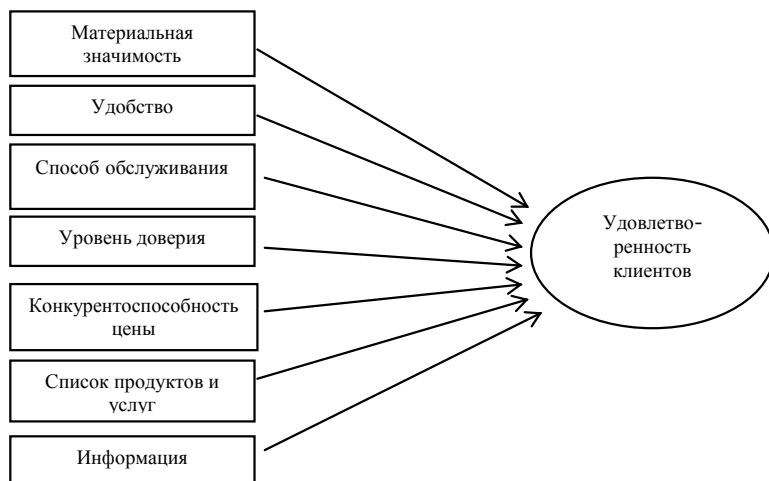 Материальная
значимость
Удобство
Способ обслуживания
Уровень доверия
Конкурентоспособность
цены
Список продуктов и
услуг
Информация
Удовлетво-
ренность
клиентов